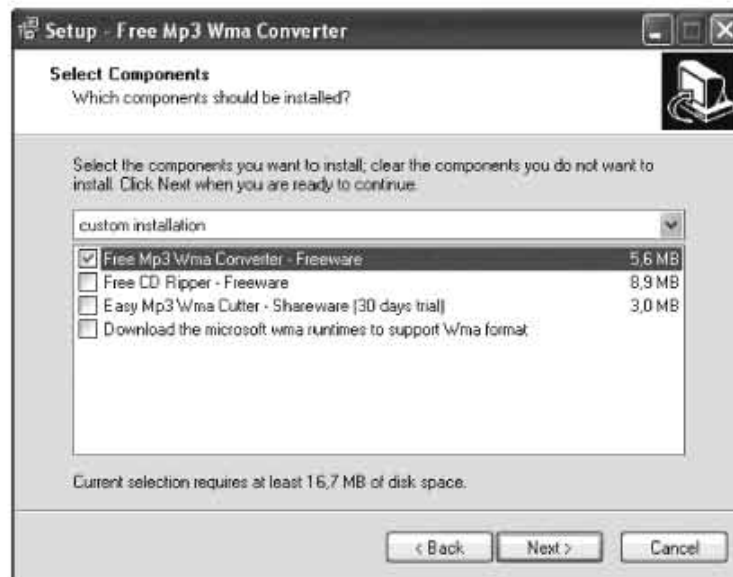 Setup - Free Mp3 Wma Converter
Select Components
Which components should be installed?
Select the components you want to install; clear the components you do not want to
install. Click Next when you are ready to continue.
custom installation
Free Mp3 Wma Converter - Freeware 5,6 MB
Free CD Ripper - Freeware 8,9 MB
Easy Mp3 Wma Cutter - Shareware (30 days trial) 3,0 MB
Download the microsoft wma runtimes to support Wma format
Current selection requires at least 16,7 MB of disk space.
< Back Next > Cancel